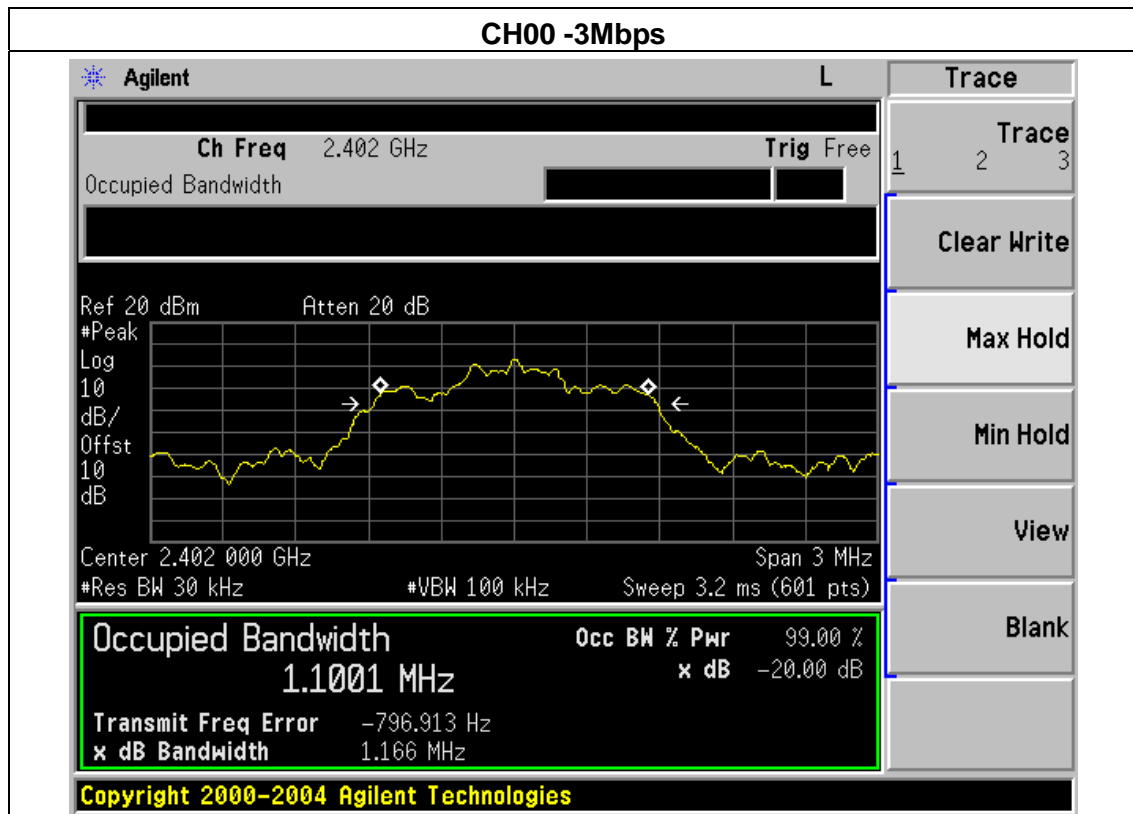 CH00 -3Mbps
Agilent L Trace
Ch Freq 2.402 GHz Trig Free
Trace
1 2 3
Occupied Bandwidth
Clear Write
Ref 20 dBm Atten 20 dB
#Peak
Log
10
dB/
Offst
10
dB
Max Hold
Min Hold
View
Center 2.402 000 GHz Span 3 MHz
#Res BW 30 kHz #VBW 100 kHz Sweep 3.2 ms (601 pts)
Blank
Occupied Bandwidth
1.1001 MHz
Occ BW % Pwr 99.00 %
x dB -20.00 dB
Transmit Freq Error -796.913 Hz
x dB Bandwidth 1.166 MHz
Copyright 2000-2004 Agilent Technologies